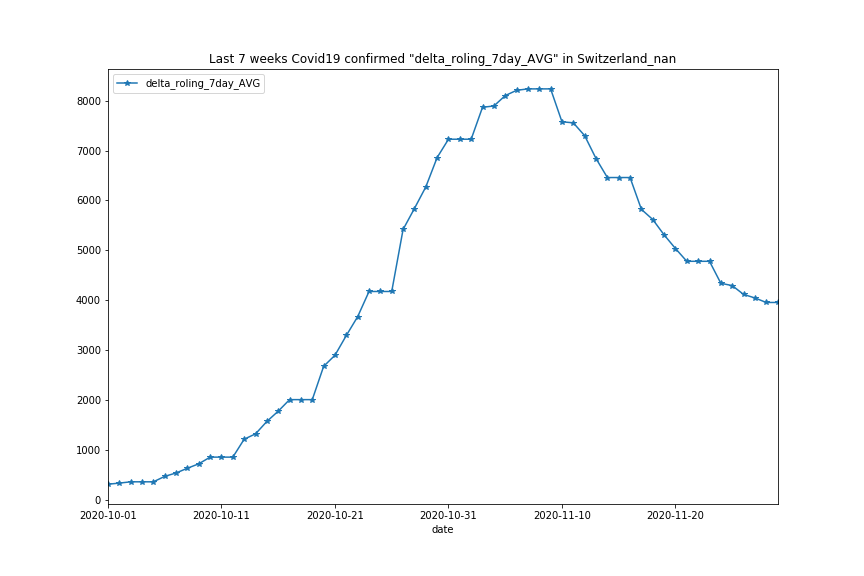 Last 7 weeks Covid19 confirmed "delta_roling_7day_AVG" in Switzerland_nan
delta_roling_7day_AVG
8000
7000
6000
5000
4000
3000
2000
1000
0
2020-10-01 2020-10-11 2020-10-21 2020-10-31 2020-11-10 2020-11-20
date